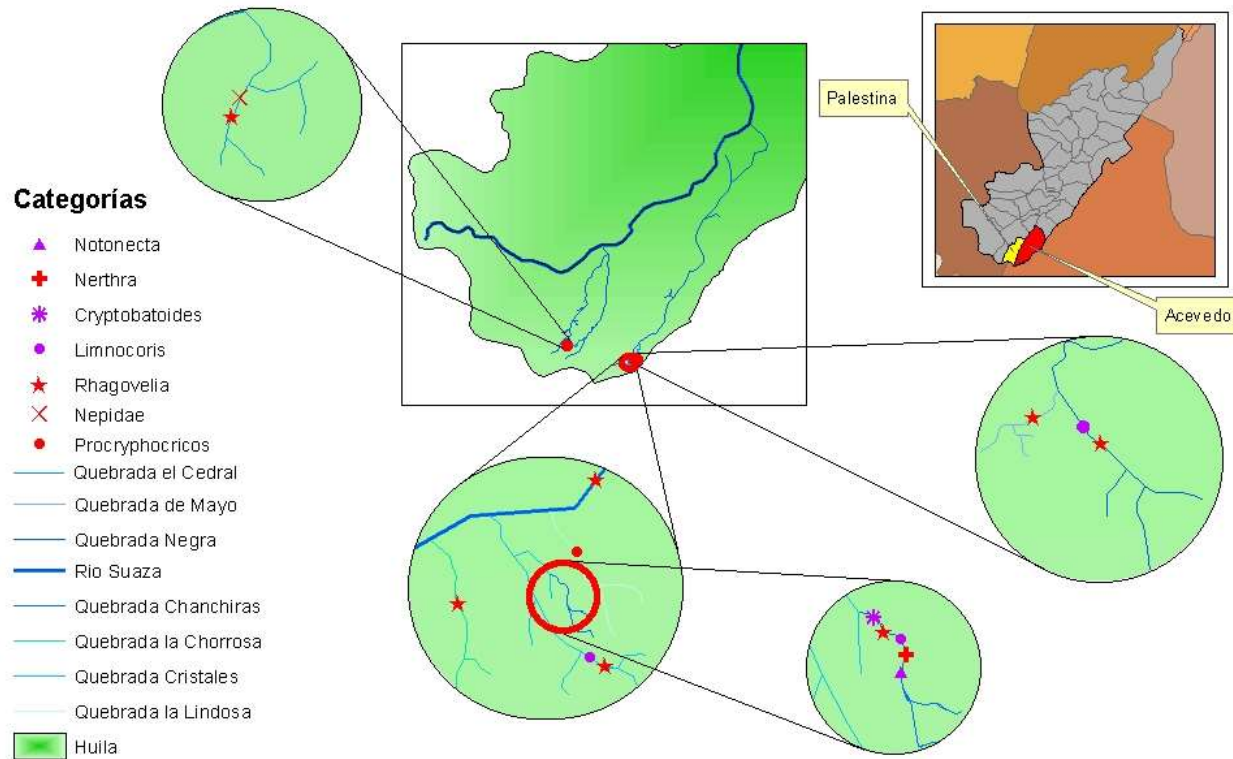 Palestina
Acevedo
Categorías
Notonecta
Nerthra
Cryptobatoides
Limnocoris
Rhagovelia
Nepidae
Procryphocricos
Quebrada el Cedral
Quebrada de Mayo
Quebrada Negra
Rio Suaza
Quebrada Chanchiras
Quebrada la Chorrosa
Quebrada Cristales
Quebrada la Lindosa
Huila